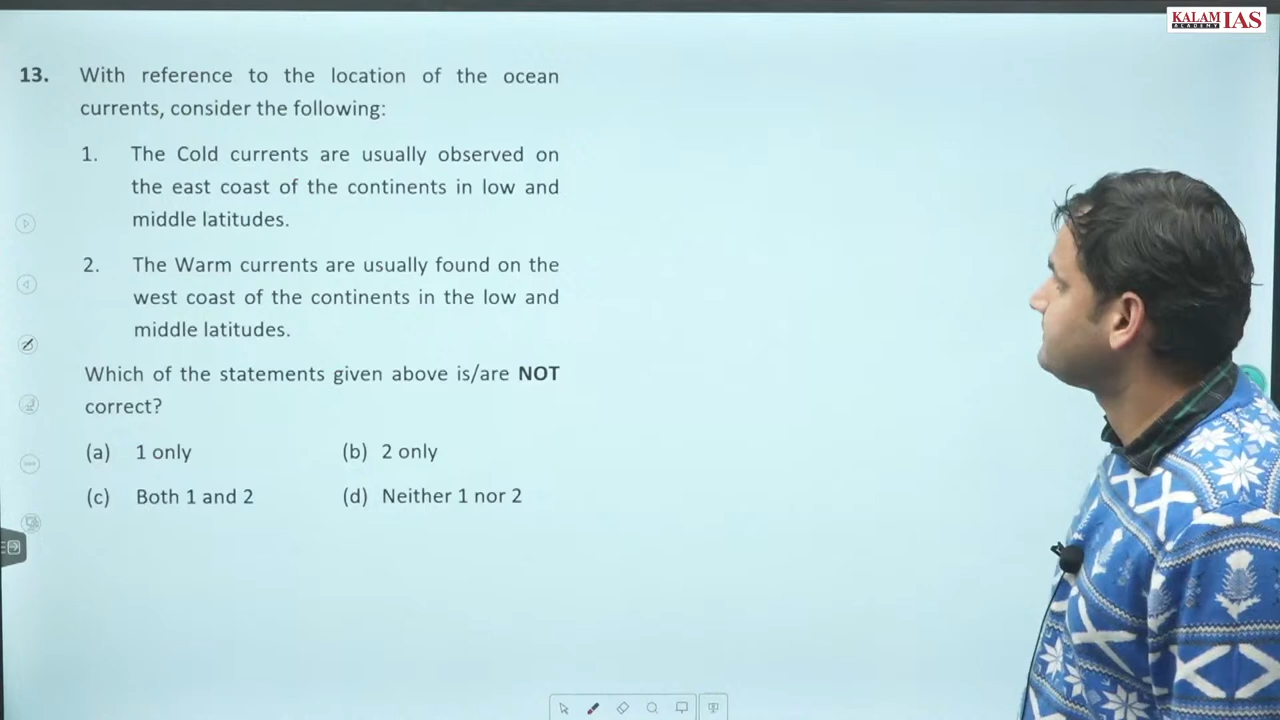 KALAM IAS
ACADEMY
13. With reference to the location of the ocean
currents, consider the following:
1. The Cold currents are usually observed on
the east coast of the continents in low and
middle latitudes.
2. The Warm currents are usually found on the
west coast of the continents in the low and
middle latitudes.
Which of the statements given above is/are NOT
correct?
(a) 1 only (b) 2 only
(c) Both 1 and 2 (d) Neither 1 nor 2